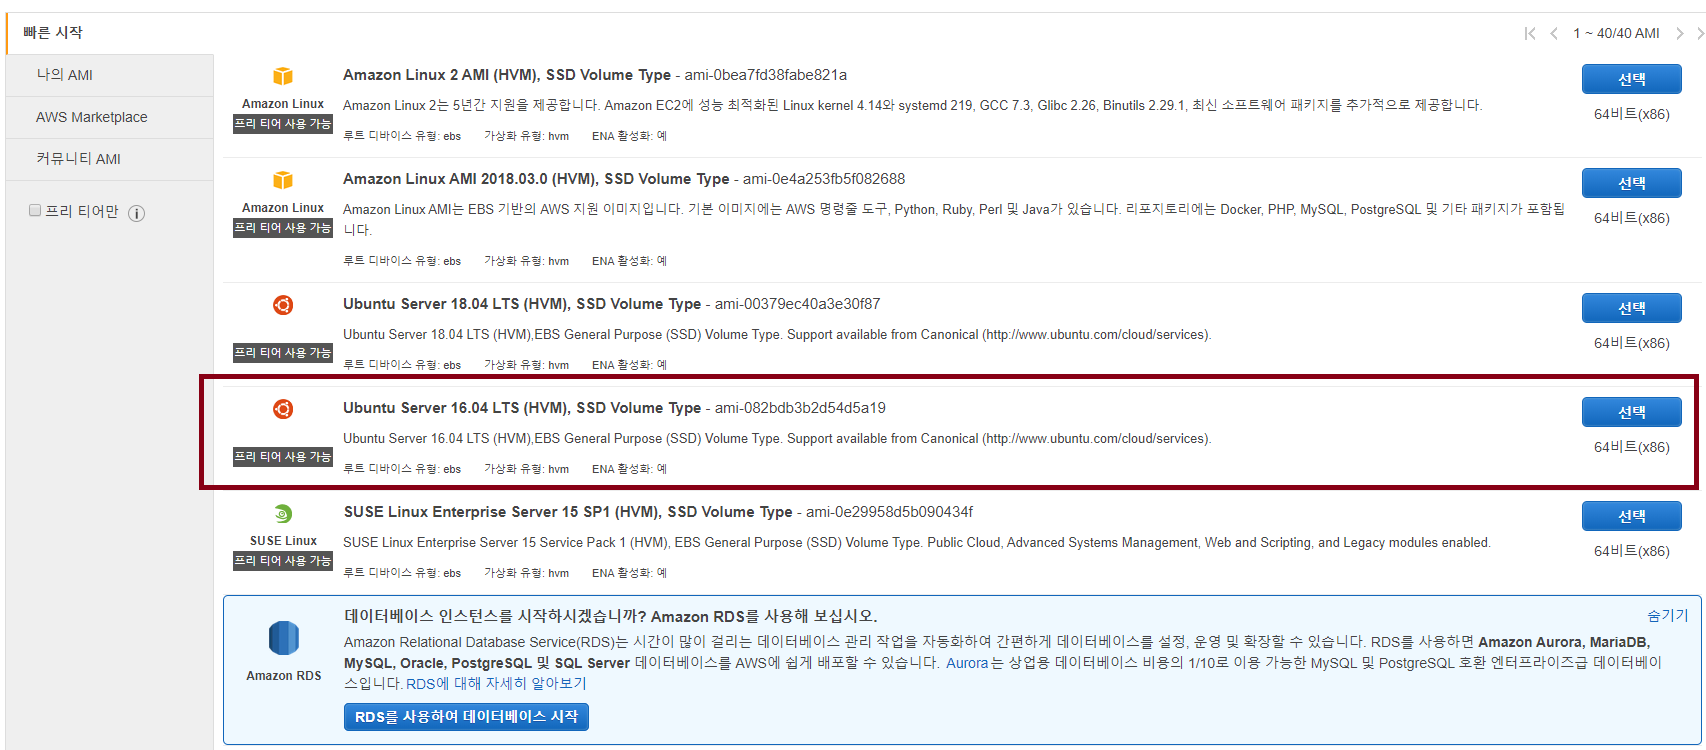 빠른 시작
1 ~ 40/40 AMI
나의 AMI
AWS Marketplace
커뮤니티 AMI
프리 티어만
Amazon Linux
프리 티어 사용 가능
Amazon Linux 2 AMI (HVM), SSD Volume Type - ami-0bea7fd38fabe821a
Amazon Linux 2는 5년간 지원을 제공합니다. Amazon EC2에 성능 최적화된 Linux kernel 4.14와 systemd 219, GCC 7.3, Glibc 2.26, Binutils 2.29.1, 최신 소프트웨어 패키지를 추가적으로 제공합니다.
루트 디바이스 유형: ebs 가상화 유형: hvm ENA 활성화: 예
선택
64비트(x86)
Amazon Linux
프리 티어 사용 가능
Amazon Linux AMI 2018.03.0 (HVM), SSD Volume Type - ami-0e4a253fb5f082688
Amazon Linux AMI는 EBS 기반의 AWS 지원 이미지입니다. 기본 이미지에는 AWS 명령줄 도구, Python, Ruby, Perl 및 Java가 있습니다. 리포지토리에는 Docker, PHP, MySQL, PostgreSQL 및 기타 패키지가 포함됩
니다.
루트 디바이스 유형: ebs 가상화 유형: hvm ENA 활성화: 예
선택
64비트(x86)
프리 티어 사용 가능
Ubuntu Server 18.04 LTS (HVM), SSD Volume Type - ami-00379ec40a3e30f87
Ubuntu Server 18.04 LTS (HVM),EBS General Purpose (SSD) Volume Type. Support available from Canonical (http://www.ubuntu.com/cloud/services).
루트 디바이스 유형: ebs 가상화 유형: hvm ENA 활성화: 예
선택
64비트(x86)
프리 티어 사용 가능
Ubuntu Server 16.04 LTS (HVM), SSD Volume Type - ami-082bdb3b2d54d5a19
Ubuntu Server 16.04 LTS (HVM),EBS General Purpose (SSD) Volume Type. Support available from Canonical (http://www.ubuntu.com/cloud/services).
루트 디바이스 유형: ebs 가상화 유형: hvm ENA 활성화: 예
선택
64비트(x86)
SUSE Linux
프리 티어 사용 가능
SUSE Linux Enterprise Server 15 SP1 (HVM), SSD Volume Type - ami-0e29958d5b090434f
SUSE Linux Enterprise Server 15 Service Pack 1 (HVM), EBS General Purpose (SSD) Volume Type. Public Cloud, Advanced Systems Management, Web and Scripting, and Legacy modules enabled.
루트 디바이스 유형: ebs 가상화 유형: hvm ENA 활성화: 예
선택
64비트(x86)
Amazon RDS
데이터베이스 인스턴스를 시작하시겠습니까? Amazon RDS를 사용해 보십시오.
숨기기
Amazon Relational Database Service(RDS)는 시간이 많이 걸리는 데이터베이스 관리 작업을 자동화하여 간편하게 데이터베이스를 설정, 운영 및 확장할 수 있습니다. RDS를 사용하면 Amazon Aurora, MariaDB,
MySQL, Oracle, PostgreSQL 및 SQL Server 데이터베이스를 AWS에 쉽게 배포할 수 있습니다. Aurora는 상업용 데이터베이스 비용의 1/10로 이용 가능한 MySQL 및 PostgreSQL 호환 엔터프라이즈급 데이터베이
스입니다. RDS에 대해 자세히 알아보기
RDS를 사용하여 데이터베이스 시작